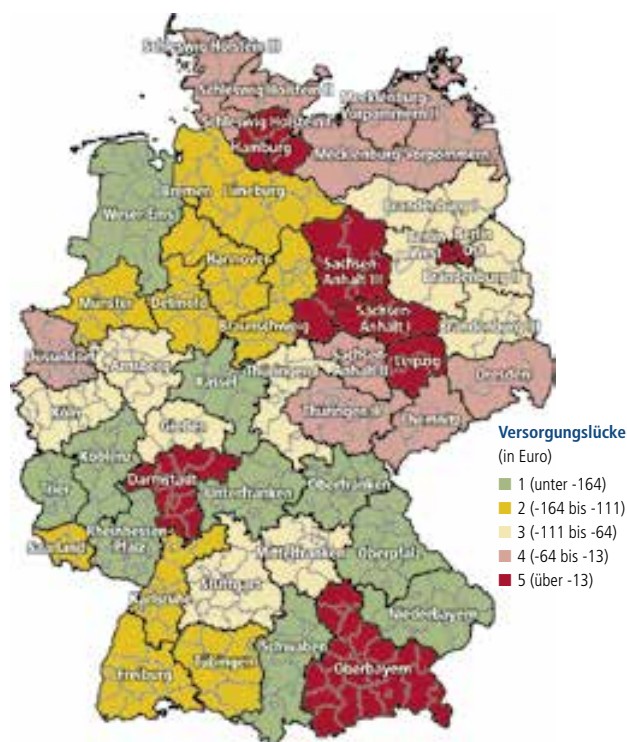 Schleswig Holstein III
Schleswig Holstein II
Schleswig Holstein I
Hamburg
Mecklenburg-
Vorpommern II
Mecklenburg-Vorpommern
Weser-Ems
Bremen
Lüneburg
Brandenburg I
Berlin
West
Berlin
Ost
Hannover
Sachsen-
Anhalt III
Brandenburg
Münster
Detmold
Braunschweig
Sachsen-
Anhalt I
Brandenburg III
Düsseldorf
Arnsberg
Kassel
Thüringen
Sachsen-
Anhalt II
Leipzig
Dresden
Köln
Gießen
Thüringen
Chemnitz
Koblenz
Trier
Darmstadt
Unterfranken
Oberfranken
Rheinhessen-
Pfalz
Saarland
Mittelfranken
Oberpfalz
Karlsruhe
Stuttgart
Niederbayern
Schwaben
Freiburg
Tübingen
Oberbayern
Versorgungslücke
(in Euro)
1 (unter -164)
2 (-164 bis -111)
3 (-111 bis -64)
4 (-64 bis -13)
5 (über -13)